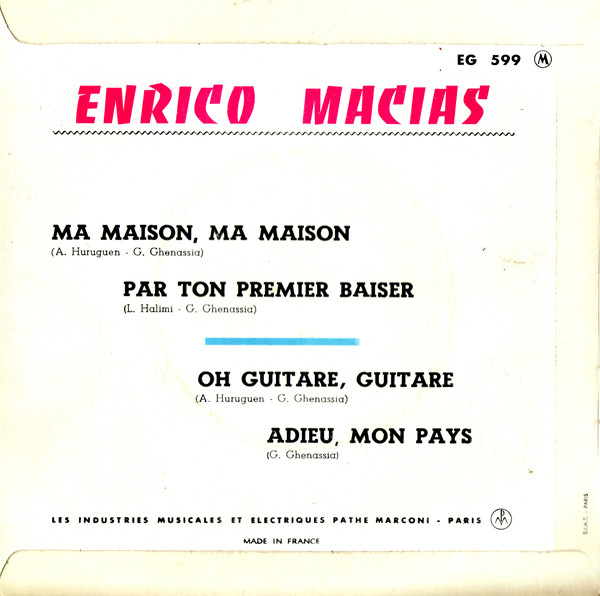 EG 599 M
ENRICO MACIAS
MA MAISON, MA MAISON
(A. Huruguen - G. Ghenassia)
PAR TON PREMIER BAISER
(L. Halimi - G. Ghenassia)
OH GUITARE, GUITARE
(A. Huruguen - G. Ghenassia)
ADIEU, MON PAYS
(G. Ghenassia)
LES INDUSTRIES MUSICALES ET ELECTRIQUES PATHE MARCONI - PARIS
MADE IN FRANCE
S.I.A.T. - PARIS